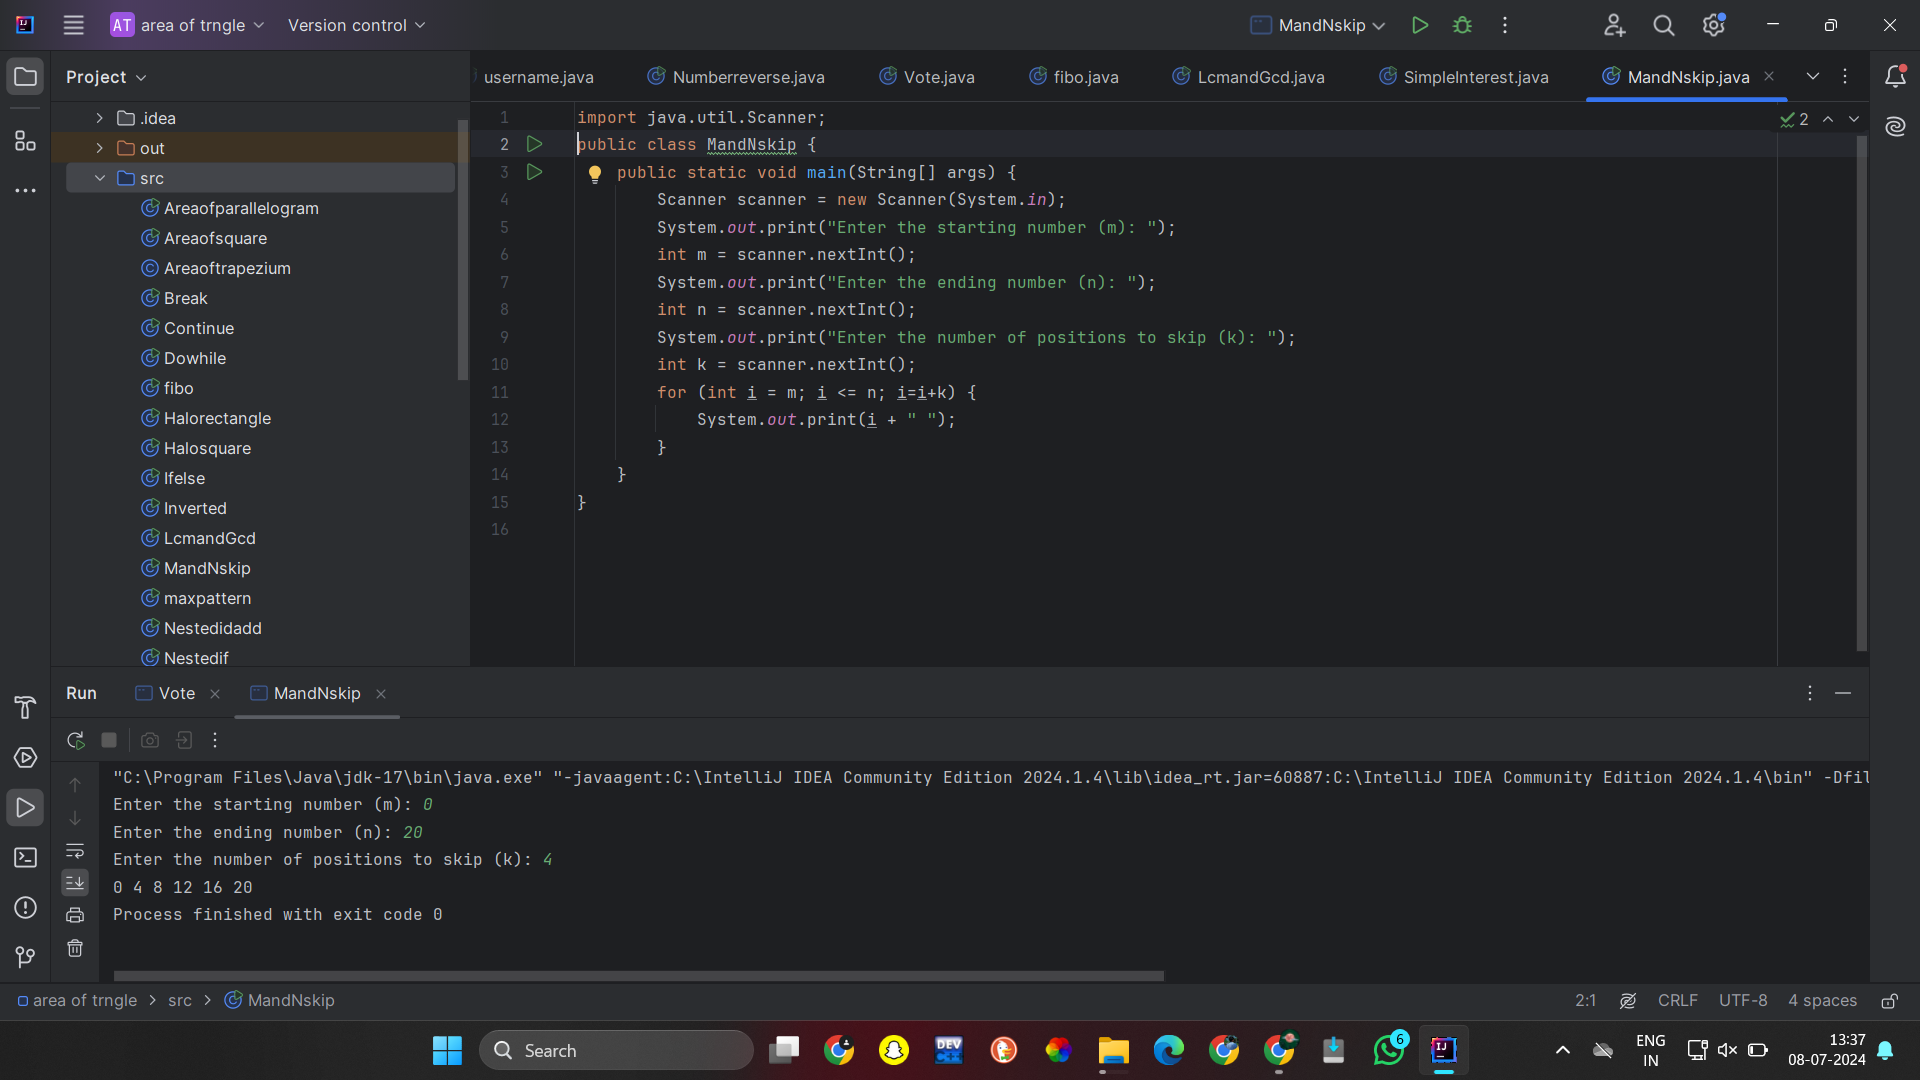 AT area of trngle Version control MandNskip
Project
username.java Numberreverse.java Vote.java fibo.java LcmandGcd.java SimpleInterest.java MandNskip.java
.idea
out
src
Areaofparallelogram
Areaofsquare
Areaoftrapezium
Break
Continue
Dowhile
fibo
Halorectangle
Halosquare
Ifelse
Inverted
LcmandGcd
MandNskip
maxpattern
Nestedidadd
Nestedif
1 import java.util.Scanner;
2 public class MandNskip {
3 public static void main(String[] args) {
4 Scanner scanner = new Scanner(System.in);
5 System.out.print("Enter the starting number (m): ");
6 int m = scanner.nextInt();
7 System.out.print("Enter the ending number (n): ");
8 int n = scanner.nextInt();
9 System.out.print("Enter the number of positions to skip (k): ");
10 int k = scanner.nextInt();
11 for (int i = m; i <= n; i=i+k) {
12 System.out.print(i + " ");
13 }
14 }
15 }
16
2
Run Vote MandNskip
"C:\Program Files\Java\jdk-17\bin\java.exe" "-javaagent:C:\IntelliJ IDEA Community Edition 2024.1.4\lib\idea_rt.jar=60887:C:\IntelliJ IDEA Community Edition 2024.1.4\bin" -Dfil
Enter the starting number (m): 0
Enter the ending number (n): 20
Enter the number of positions to skip (k): 4
0 4 8 12 16 20
Process finished with exit code 0
area of trngle > src > MandNskip 2:1 CRLF UTF-8 4 spaces
Search DEV C++ 6 IJ ENG IN 13:37 08-07-2024